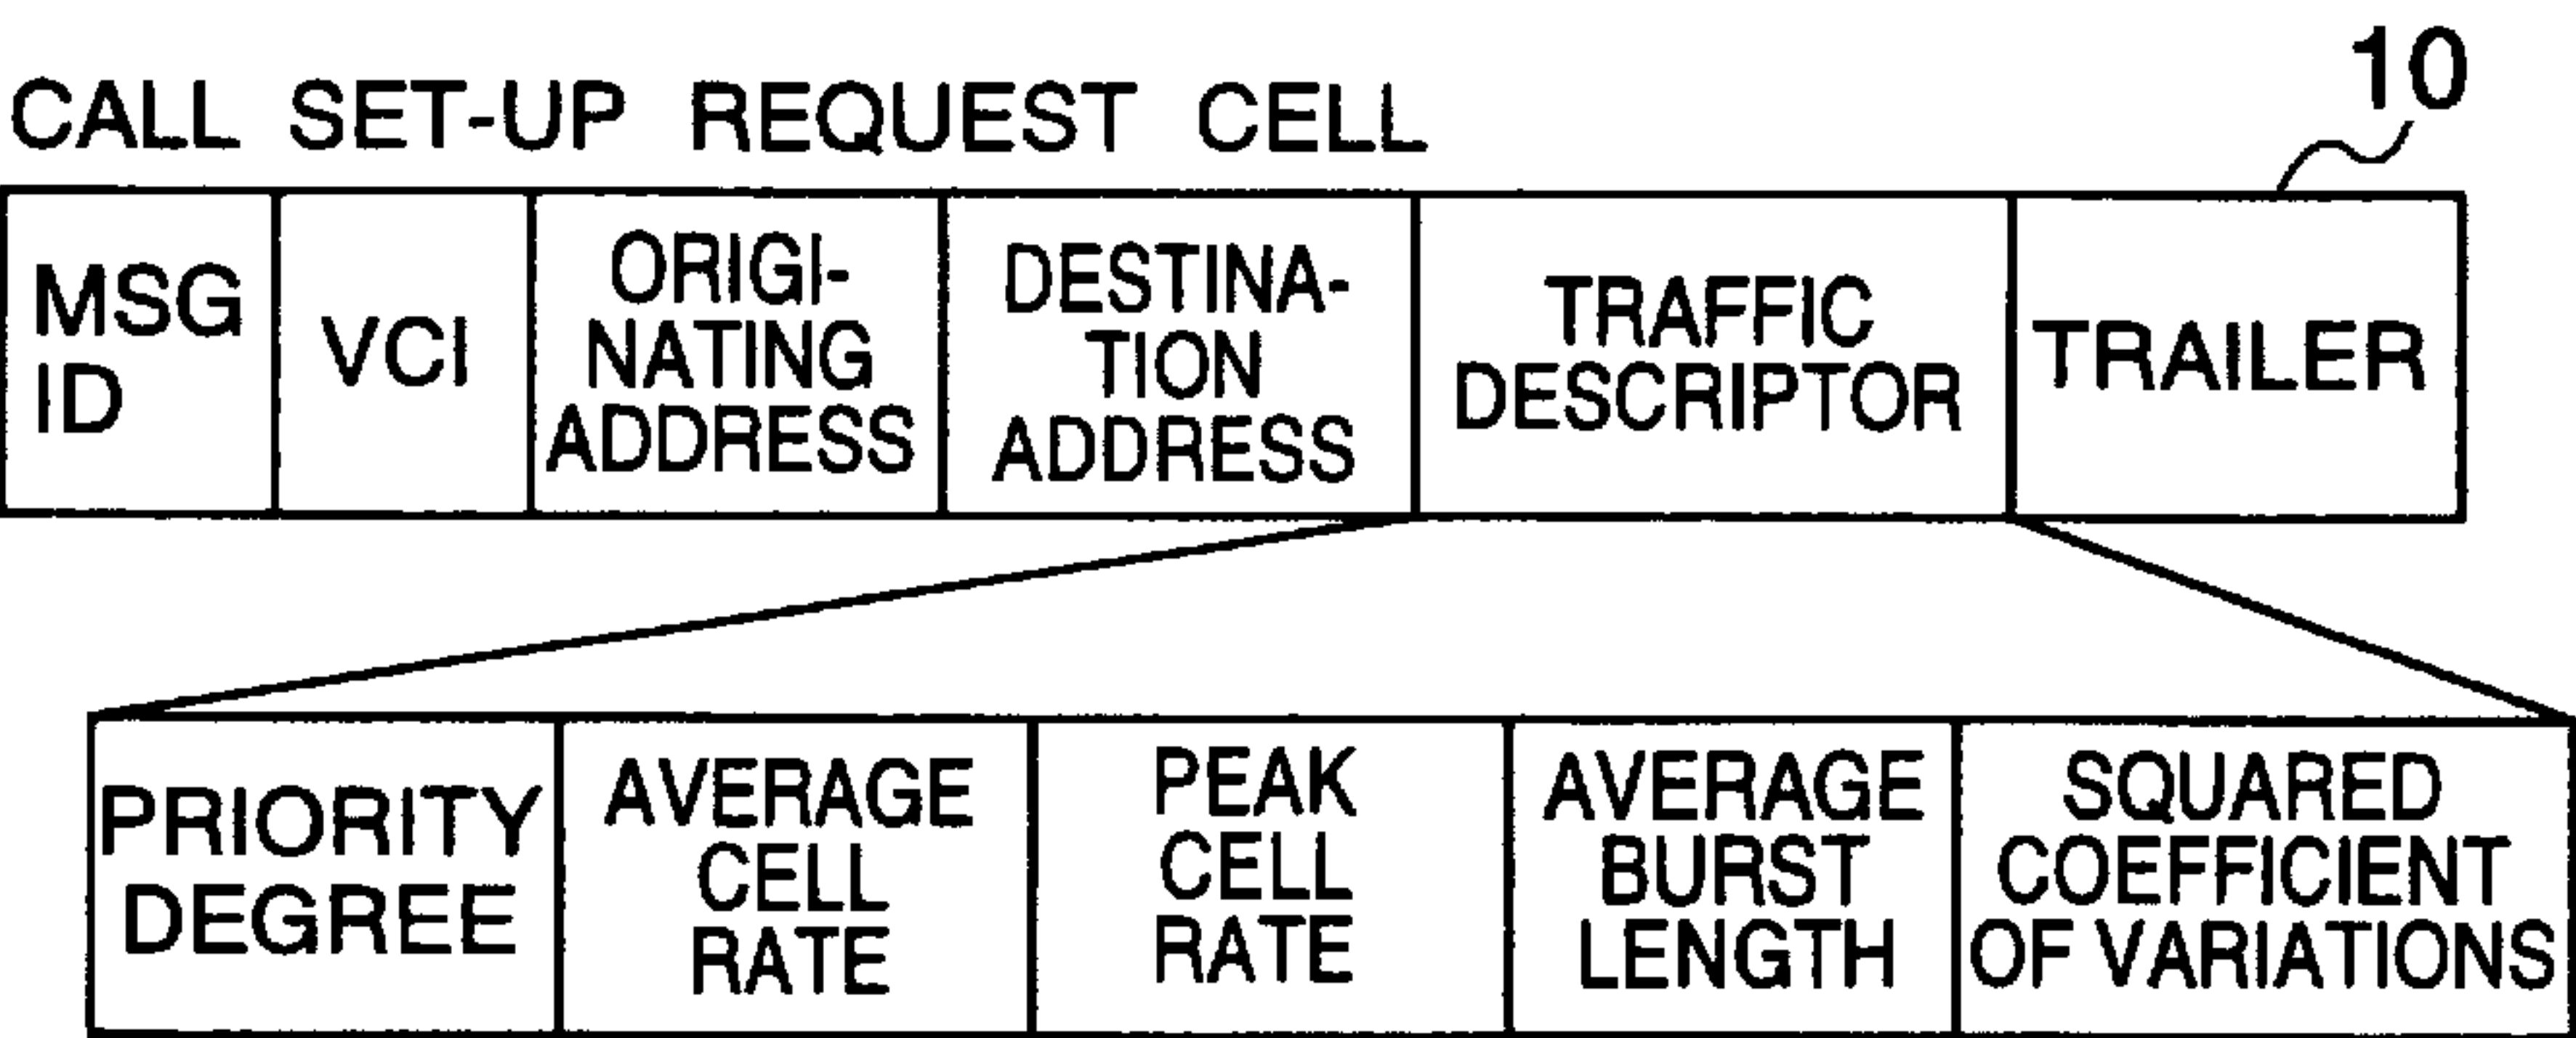 10
CALL SET-UP REQUEST CELL
MSG
ID
VCI
ORIGI-
NATING
ADDRESS
DESTINA-
TION
ADDRESS
TRAFFIC
DESCRIPTOR
TRAILER
PRIORITY
DEGREE
AVERAGE
CELL
RATE
PEAK
CELL
RATE
AVERAGE
BURST
LENGTH
SQUARED
COEFFICIENT
OF VARIATIONS